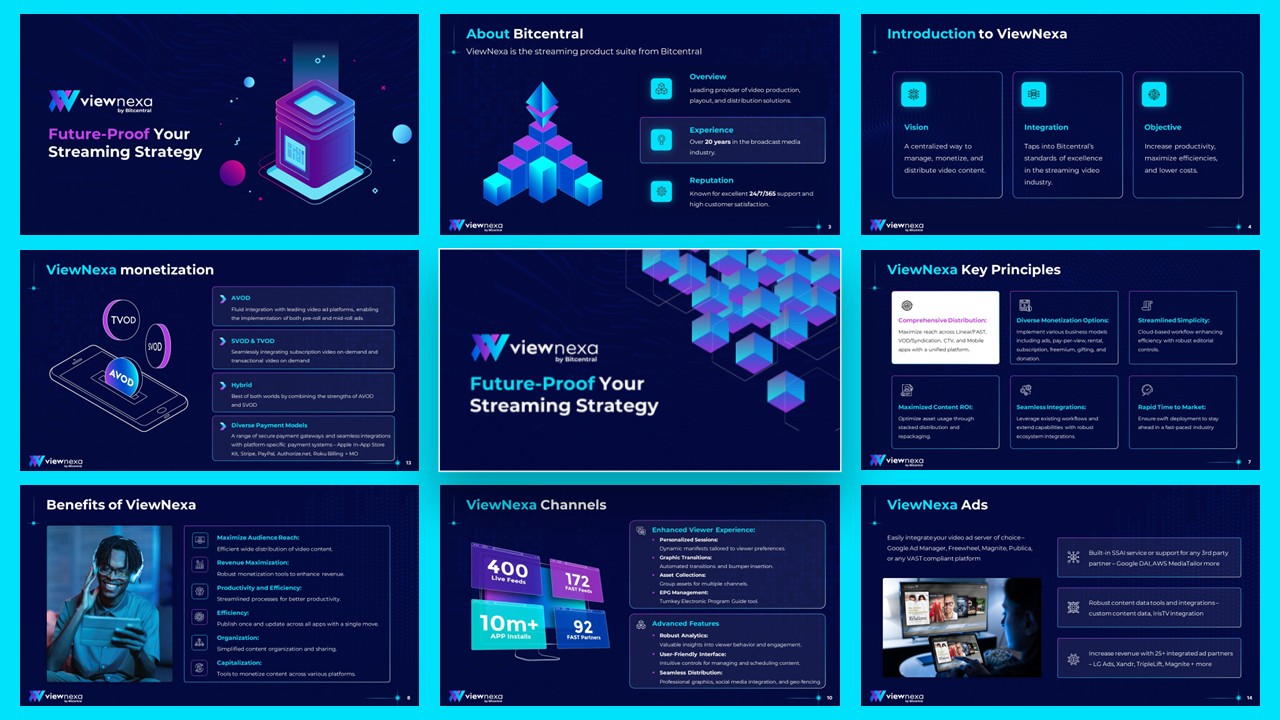 viewnexa
by Bitcentral
Future-Proof Your
Streaming Strategy
About Bitcentral
ViewNexa is the streaming product suite from Bitcentral
Overview
Leading provider of video production,
playout, and distribution solutions.
Experience
Over 20 years in the broadcast media
industry.
Reputation
Known for excellent 24/7/365 support and
high customer satisfaction.
viewnexa
by Bitcentral
3
Introduction to ViewNexa
Vision
A centralized way to
manage, monetize, and
distribute video content.
Integration
Taps into Bitcentral's
standards of excellence
in the streaming video
industry.
Objective
Increase productivity,
maximize efficiencies,
and lower costs.
viewnexa
by Bitcentral
4
ViewNexa monetization
TVOD
SVOD
AVOD
AVOD
Fluid integration with leading video ad platforms, enabling
the implementation of both pre-roll and mid-roll ads
SVOD & TVOD
Seamlessly integrating subscription video on-demand and
transactional video on demand
Hybrid
Best of both worlds by combining the strengths of AVOD
and SVOD
Diverse Payment Models
A range of secure payment gateways and seamless integrations
with platform-specific payment systems – Apple In-App Store
Kit, Stripe, PayPal, Authorize.net, Roku Billing + MO
viewnexa
by Bitcentral
13
viewnexa
by Bitcentral
Future-Proof Your
Streaming Strategy
ViewNexa Key Principles
Comprehensive Distribution:
Maximize reach across Linear/FAST,
VOD/Syndication, CTV, and Mobile
apps with a unified platform.
Diverse Monetization Options:
Implement various business models
including ads, pay-per-view, rental,
subscription, freemium, gifting, and
donation.
Streamlined Simplicity:
Cloud-based workflow enhancing
efficiency with robust editorial
controls.
Maximized Content ROI:
Optimize asset usage through
stacked distribution and
repackaging.
Seamless Integrations:
Leverage existing workflows and
extend capabilities with robust
ecosystem integrations.
Rapid Time to Market:
Ensure swift deployment to stay
ahead in a fast-paced industry
viewnexa
by Bitcentral
7
Benefits of ViewNexa
Maximize Audience Reach:
Efficient wide distribution of video content.
Revenue Maximization:
Robust monetization tools to enhance revenue.
Productivity and Efficiency:
Streamlined processes for better productivity.
Efficiency:
Publish once and update across all apps with a single move.
Organization:
Simplified content organization and sharing.
Capitalization:
Tools to monetize content across various platforms.
viewnexa
by Bitcentral
8
ViewNexa Channels
400
Live Feeds
172
FAST Feeds
10m+
APP Installs
92
FAST Partners
Enhanced Viewer Experience:
• Personalized Sessions:
Dynamic manifests tailored to viewer preferences.
• Graphic Transitions:
Automated transitions and bumper insertion.
• Asset Collections:
Group assets for multiple channels.
• EPG Management:
Turnkey Electronic Program Guide tool.
Advanced Features
• Robust Analytics:
Valuable insights into viewer behavior and engagement.
• User-Friendly Interface:
Intuitive controls for managing and scheduling content.
• Seamless Distribution:
Professional graphics, social media integration, and geo-fencing
viewnexa
by Bitcentral
10
ViewNexa Ads
Easily integrate your video ad server of choice –
Google Ad Manager, Freewheel, Magnite, Publica,
or any VAST compliant platform
Built-in SSAI service or support for any 3rd party
partner – Google DAI, AWS MediaTailor more
Robust content data tools and integrations –
custom content data, IrisTV integration
Increase revenue with 25+ integrated ad partners
– LG Ads, Xandr, TripleLift, Magnite + more
viewnexa
by Bitcentral
14